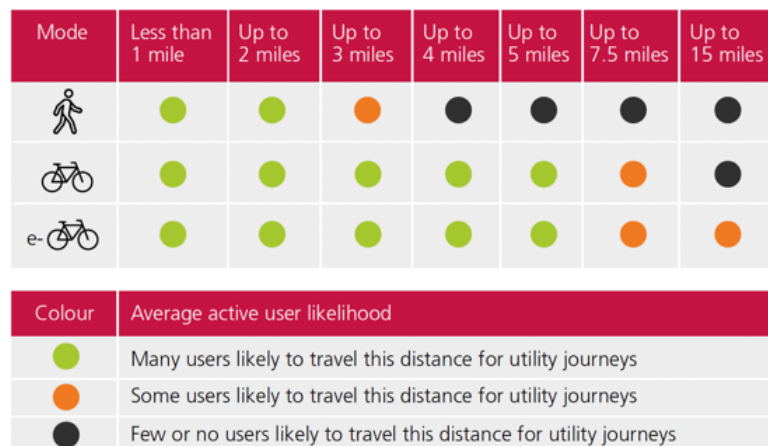 Mode Less than 1 mile Up to 2 miles Up to 3 miles Up to 4 miles Up to 5 miles Up to 7.5 miles Up to 15 miles
e-
Colour Average active user likelihood
Many users likely to travel this distance for utility journeys
Some users likely to travel this distance for utility journeys
Few or no users likely to travel this distance for utility journeys